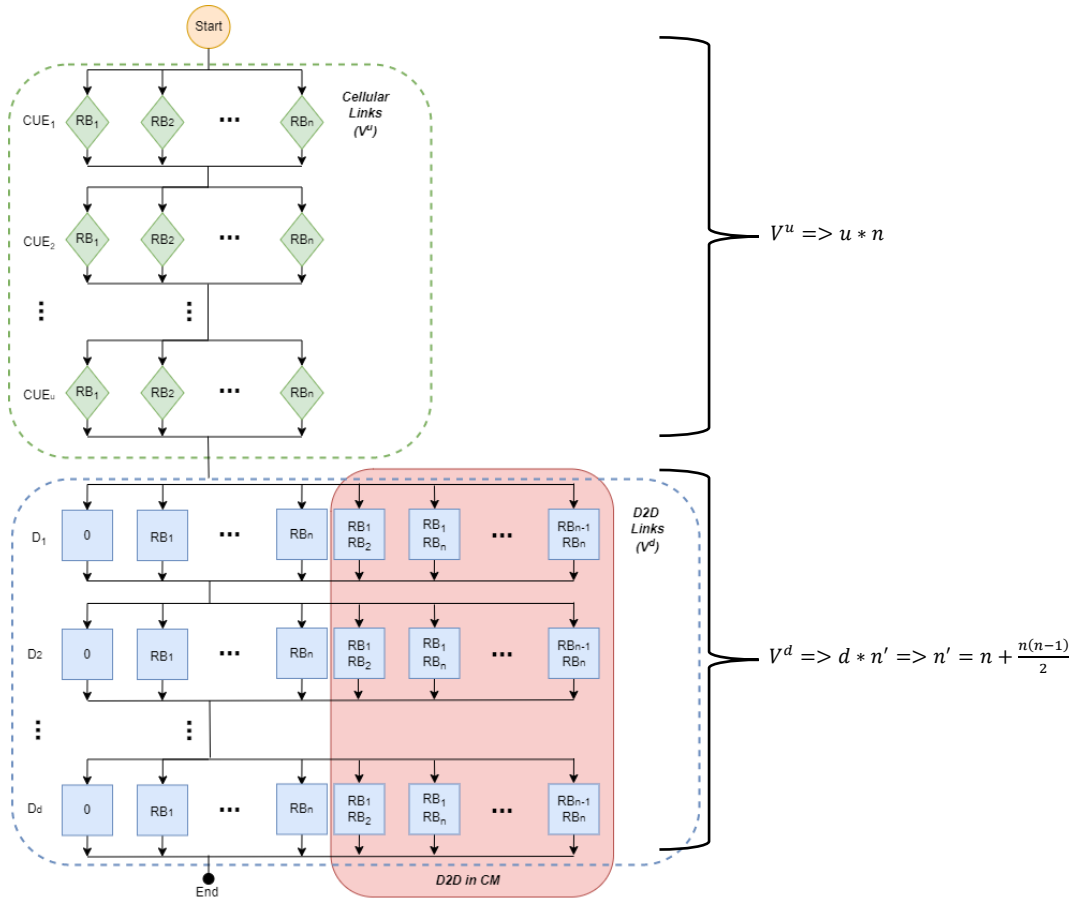 Start
Cellular
Links
(Vᵘ)
CUE₁ RB₁ RB2 ... RBn
CUE₂ RB₁ RB2 ... RBn
Vᵘ => u * n
⋮ ⋮
CUEᵤ RB₁ RB2 ... RBn
D2D
Links
(Vᵈ)
D₁ 0 RB1 ... RBn RB1 RB₁ ... RBn-1
RB₂ RBₙ RBn
D2 0 RB1 ... RBn RB1 RB₁ ... RBn-1
RB₂ RBₙ RBn
Vᵈ => d * n′ => n′ = n + n(n−1)/2
⋮ ⋮
Dd 0 RB1 ... RBn RB1 RB₁ ... RBn-1
RB₂ RBₙ RBn
D2D in CM
End